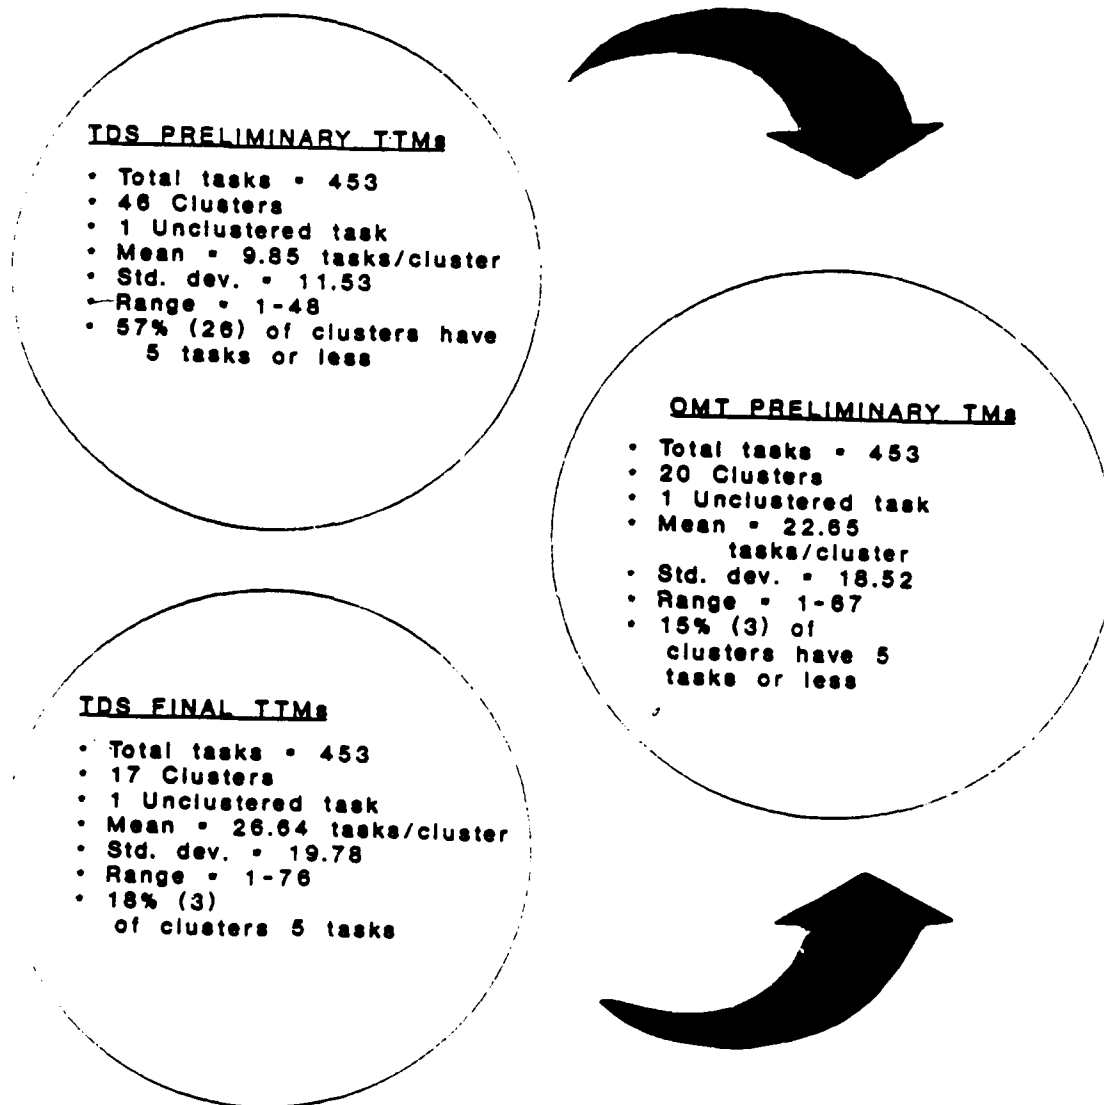 TDS PRELIMINARY TTMs
• Total tasks = 453
• 46 Clusters
• 1 Unclustered task
• Mean = 9.85 tasks/cluster
• Std. dev. = 11.53
• Range = 1-48
• 57% (26) of clusters have
5 tasks or less
OMT PRELIMINARY TMs
• Total tasks = 453
• 20 Clusters
• 1 Unclustered task
• Mean = 22.65
tasks/cluster
• Std. dev. = 18.52
• Range = 1-67
• 15% (3) of
clusters have 5
tasks or less
TDS FINAL TTMs
• Total tasks = 453
• 17 Clusters
• 1 Unclustered task
• Mean = 26.64 tasks/cluster
• Std. dev. = 19.78
• Range = 1-76
• 18% (3)
of clusters 5 tasks